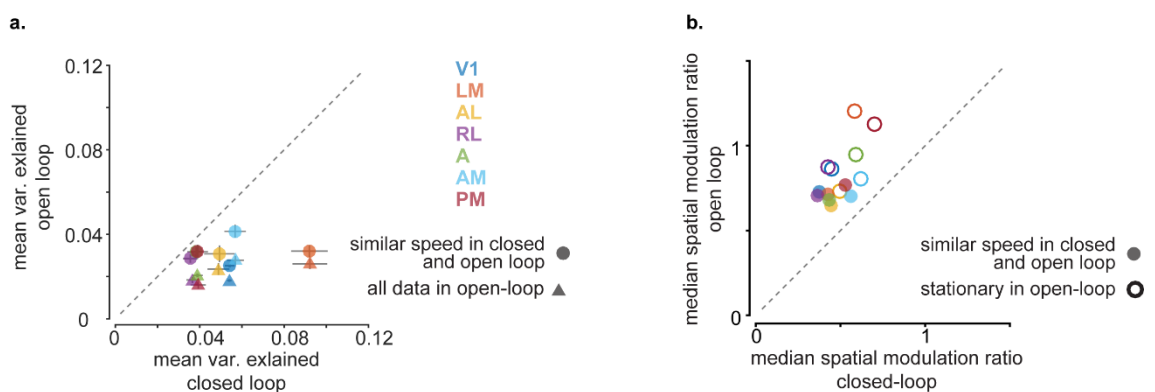 a.
0.12
0.08
0.04
0
0
0.04
0.08
0.12
mean var. exlained
open loop
mean var. exlained
closed loop
V1
LM
AL
RL
A
AM
PM
similar speed in closed
and open loop
all data in open-loop
b.
1
0
0
1
median spatial modulation ratio
open loop
median spatial modulation ratio
closed-loop
similar speed in closed
and open loop
stationary in open-loop